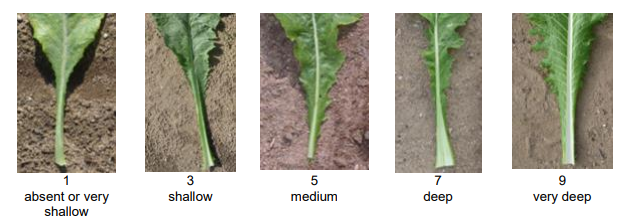 1
absent or very
shallow
3
shallow
5
medium
7
deep
9
very deep